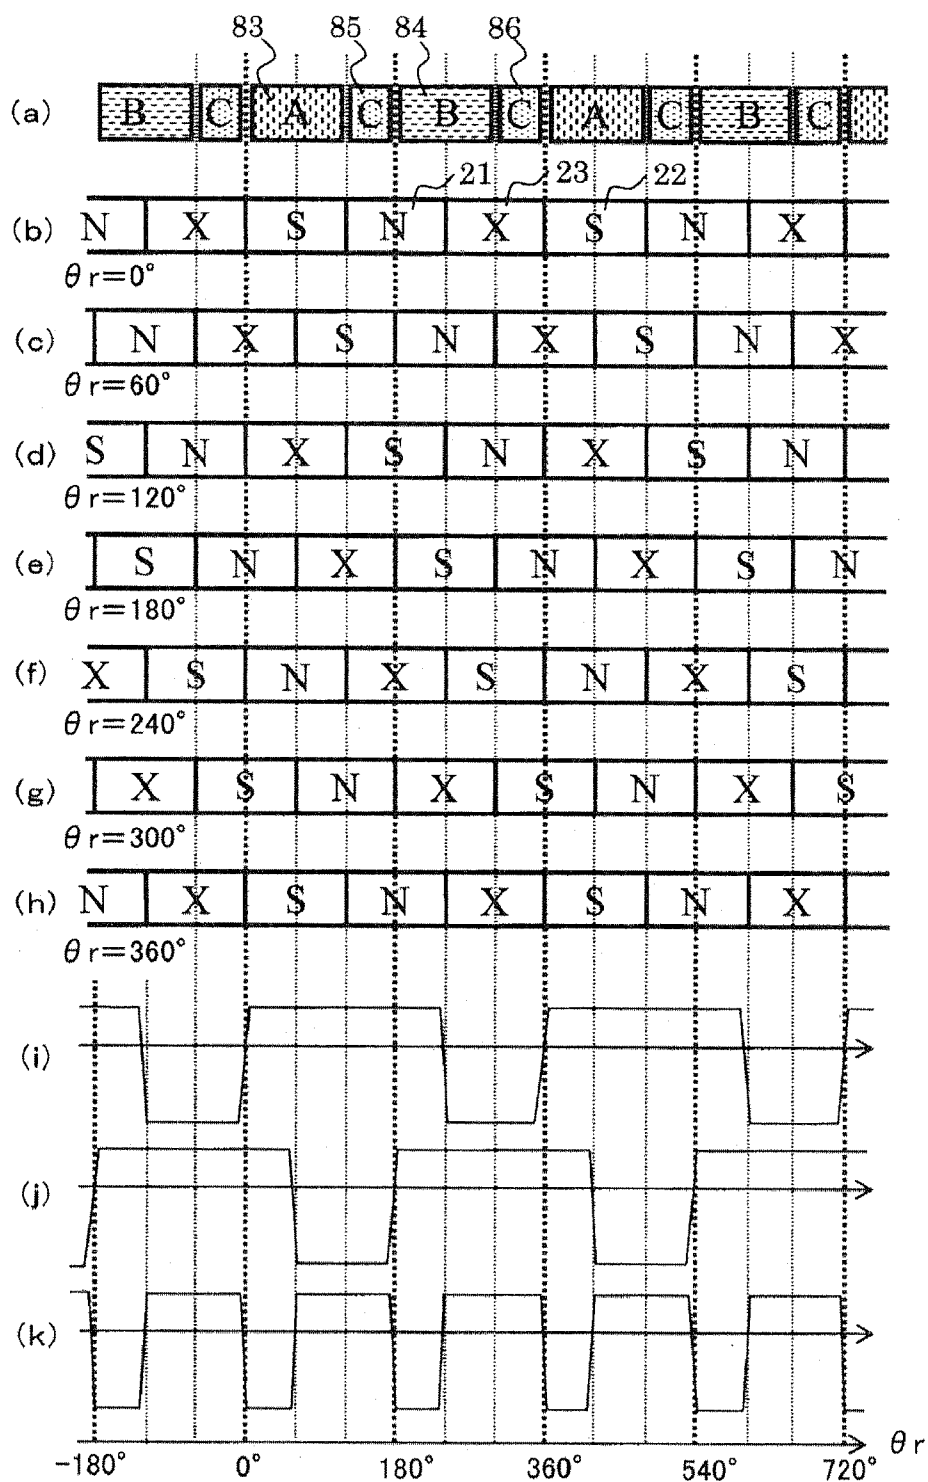 83 85 84 86
(a) B C A C B C A C B C
21 23 22
(b) N X S N X S N X
θr=0°
(c) N X S N X S N X
θr=60°
(d) S N X S N X S N
θr=120°
(e) S N X S N X S N
θr=180°
(f) X S N X S N X S
θr=240°
(g) X S N X S N X S
θr=300°
(h) N X S N X S N X
θr=360°
(i)
(j)
(k)
θr
-180° 0° 180° 360° 540° 720°